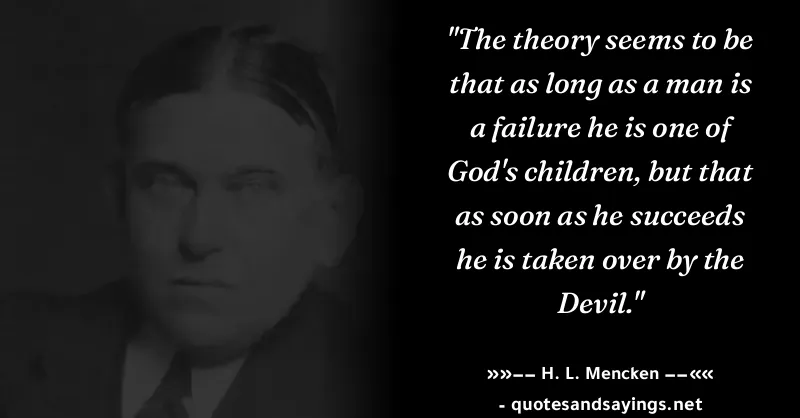 "The theory seems to be
that as long as a man is
a failure he is one of
God's children, but that
as soon as he succeeds
he is taken over by the
Devil."
»»–– H. L. Mencken ––««
- quotesandsayings.net